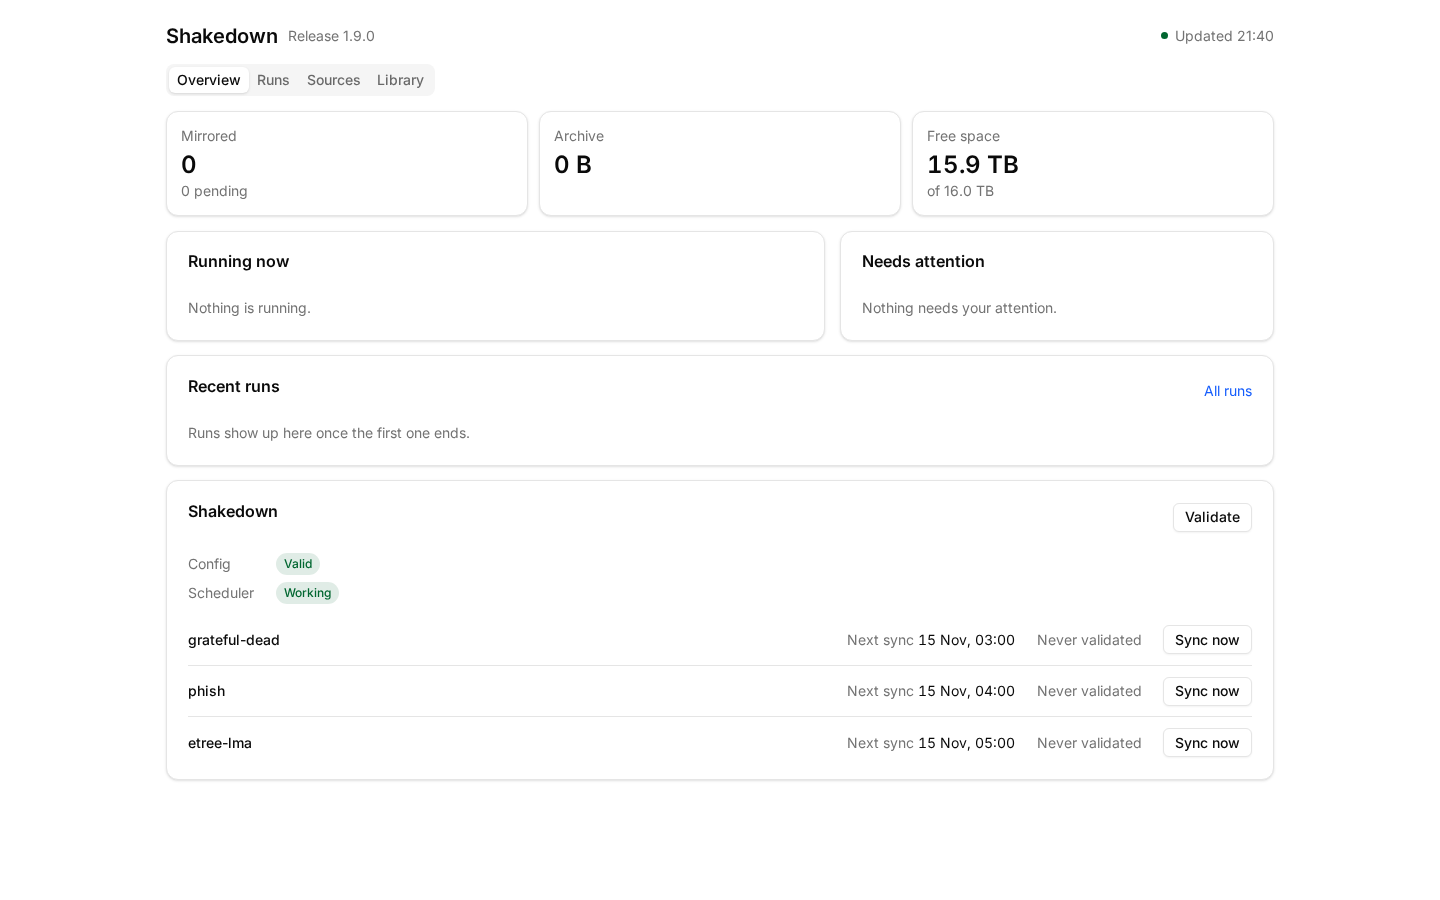 Shakedown Release 1.9.0 Updated 21:40
Overview Runs Sources Library
Mirrored
0
0 pending
Archive
0 B
Free space
15.9 TB
of 16.0 TB
Running now
Nothing is running.
Needs attention
Nothing needs your attention.
Recent runs All runs
Runs show up here once the first one ends.
Shakedown Validate
Config Valid
Scheduler Working
grateful-dead Next sync 15 Nov, 03:00 Never validated Sync now
phish Next sync 15 Nov, 04:00 Never validated Sync now
etree-lma Next sync 15 Nov, 05:00 Never validated Sync now